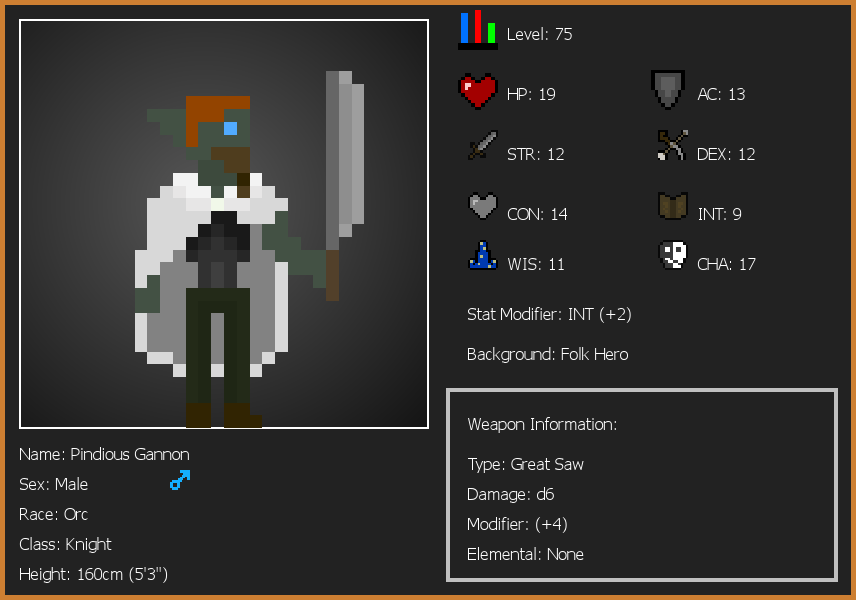 Level: 75
HP: 19
AC: 13
STR: 12
DEX: 12
CON: 14
INT: 9
WIS: 11
CHA: 17
Stat Modifier: INT (+2)
Background: Folk Hero
Weapon Information:
Type: Great Saw
Damage: d6
Modifier: (+4)
Elemental: None
Name: Pindious Gannon
Sex: Male
Race: Orc
Class: Knight
Height: 160cm (5'3")